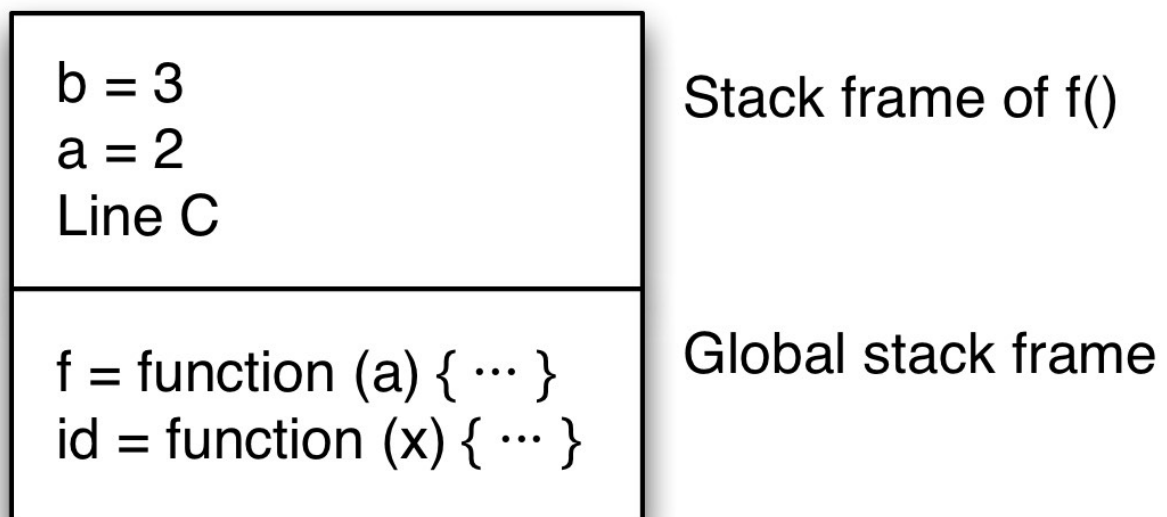 b = 3
a = 2
Line C
Stack frame of f()
f = function (a) { ··· }
id = function (x) { ··· }
Global stack frame